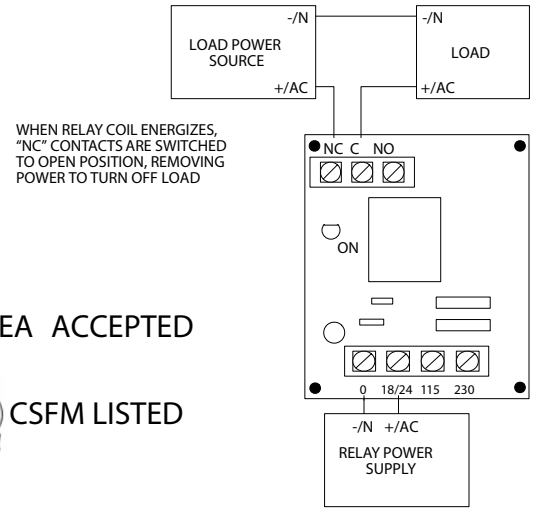 -/N
-/N
LOAD POWER
SOURCE
LOAD
+/AC
+/AC
WHEN RELAY COIL ENERGIZES,
“NC” CONTACTS ARE SWITCHED
TO OPEN POSITION, REMOVING
POWER TO TURN OFF LOAD
NC C NO
ON
EA ACCEPTED
CSFM LISTED
0 18/24 115 230
-/N +/AC
RELAY POWER
SUPPLY